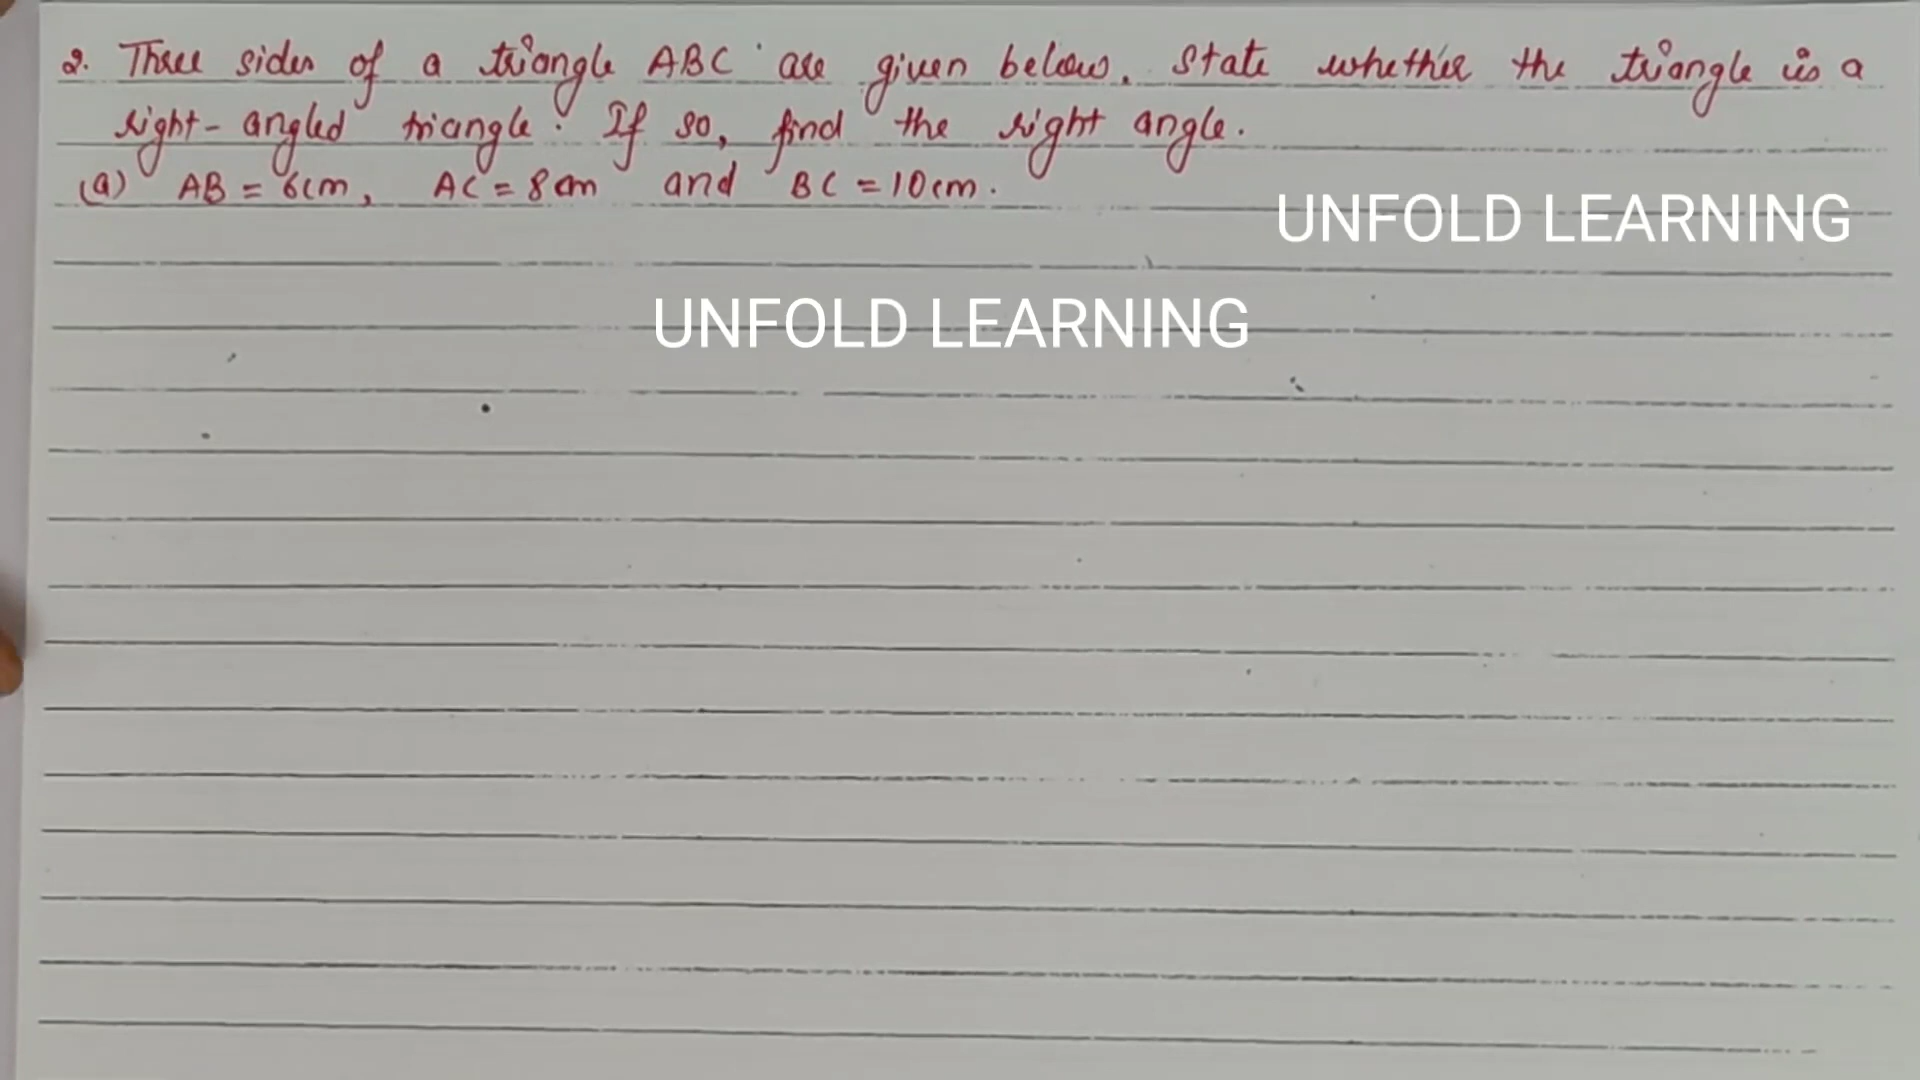 2. Three sides of a triangle ABC are given below. State whether the triangle is a
right-angled triangle. If so, find the right angle.
(a) AB = 6cm, AC = 8cm and BC = 10cm.
UNFOLD LEARNING
UNFOLD LEARNING